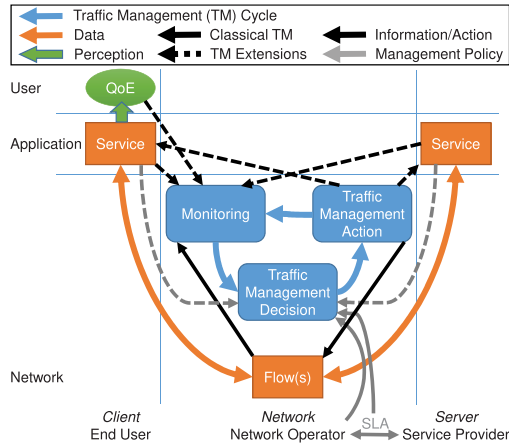 Traffic Management (TM) Cycle
Data
Classical TM
Information/Action
Perception
TM Extensions
Management Policy
User
QoE
Application
Service
Service
Monitoring
Traffic
Management
Action
Traffic
Management
Decision
Network
Flow(s)
SLA
Client
Network
Server
End User
Network Operator
Service Provider